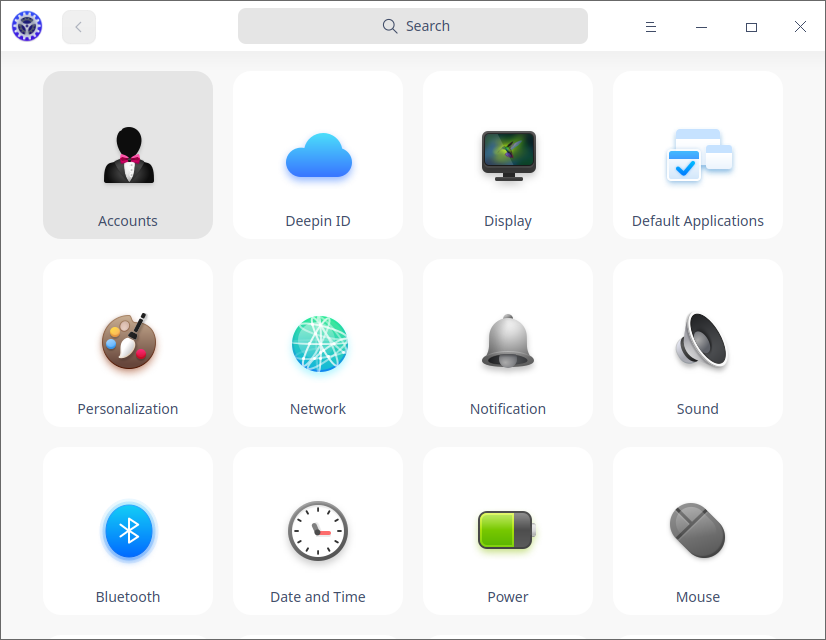 Search
Accounts
Deepin ID
Display
Default Applications
Personalization
Network
Notification
Sound
Bluetooth
Date and Time
Power
Mouse